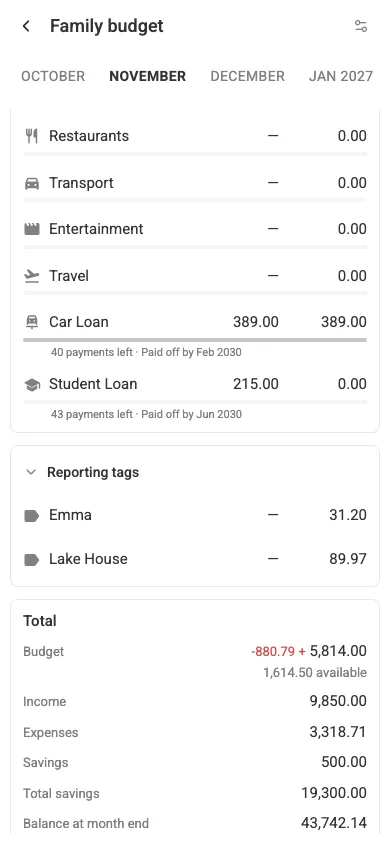 Family budget
OCTOBER NOVEMBER DECEMBER JAN 2027
Restaurants — 0.00
Transport — 0.00
Entertainment — 0.00
Travel — 0.00
Car Loan 389.00 389.00
40 payments left · Paid off by Feb 2030
Student Loan 215.00 0.00
43 payments left · Paid off by Jun 2030
Reporting tags
Emma — 31.20
Lake House — 89.97
Total
Budget -880.79 + 5,814.00
1,614.50 available
Income 9,850.00
Expenses 3,318.71
Savings 500.00
Total savings 19,300.00
Balance at month end 43,742.14